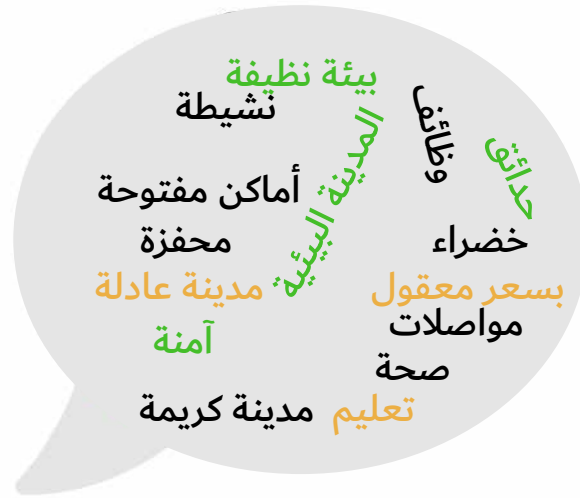 بيئة نظيفة
نشيطة
وظائف
المدينة البيئية
حدائق
أماكن مفتوحة
خضراء
محفزة
بسعر معقول
مدينة عادلة
مواصلات
آمنة
صحة
تعليم
مدينة كريمة